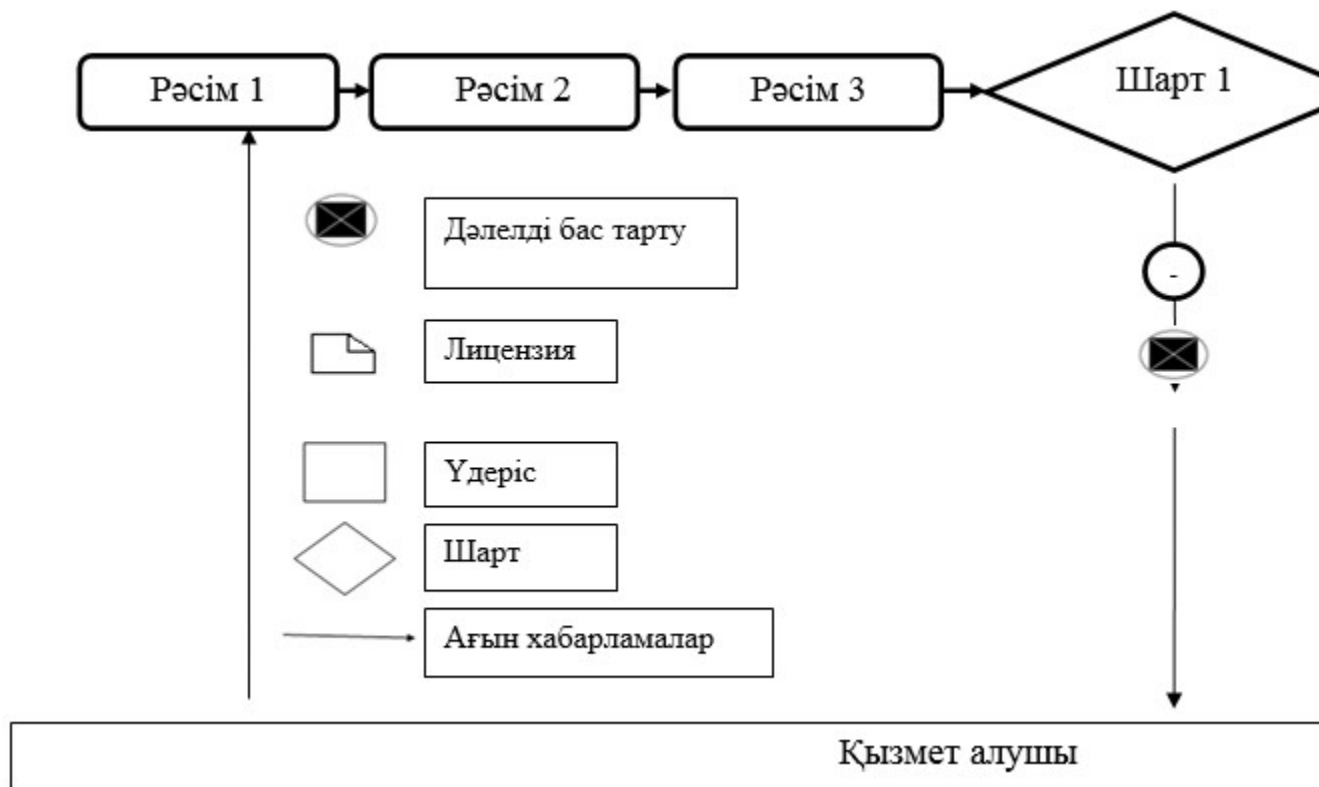 Рәсім 1
Рәсім 2
Рәсім 3
Шарт 1
Дәлелді бас тарту
-
Лицензия
Үдеріс
Шарт
Ағын хабарламалар
Қызмет алушы